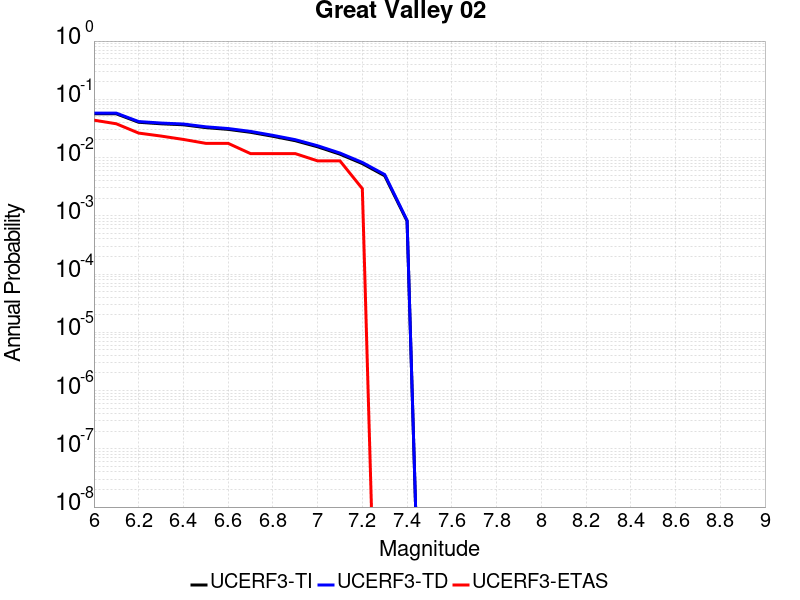 Great Valley 02
10^0
10^-1
10^-2
10^-3
10^-4
10^-5
10^-6
10^-7
10^-8
Annual Probability
6 6.2 6.4 6.6 6.8 7 7.2 7.4 7.6 7.8 8 8.2 8.4 8.6 8.8 9
Magnitude
UCERF3-TI UCERF3-TD UCERF3-ETAS